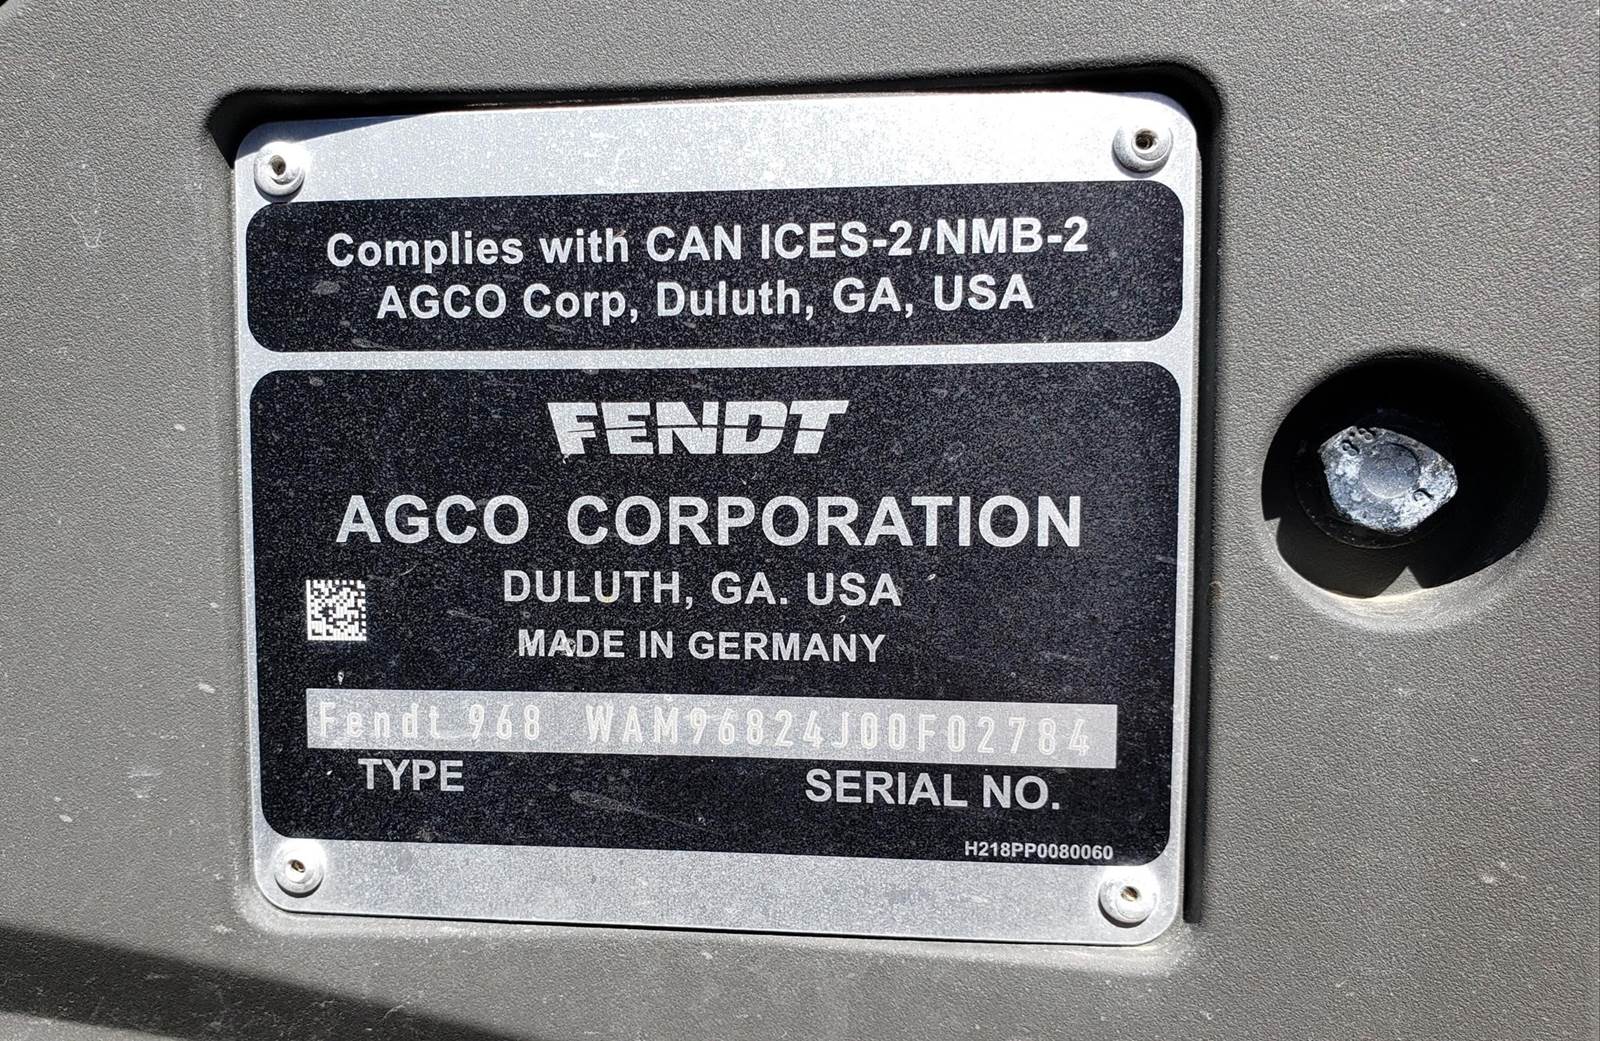 Complies with CAN ICES-2/NMB-2
AGCO Corp, Duluth, GA, USA
FENDT
AGCO CORPORATION
DULUTH, GA. USA
MADE IN GERMANY
Fendt 968 WAM96824J00F02784
TYPE SERIAL NO.
H218PP0080060